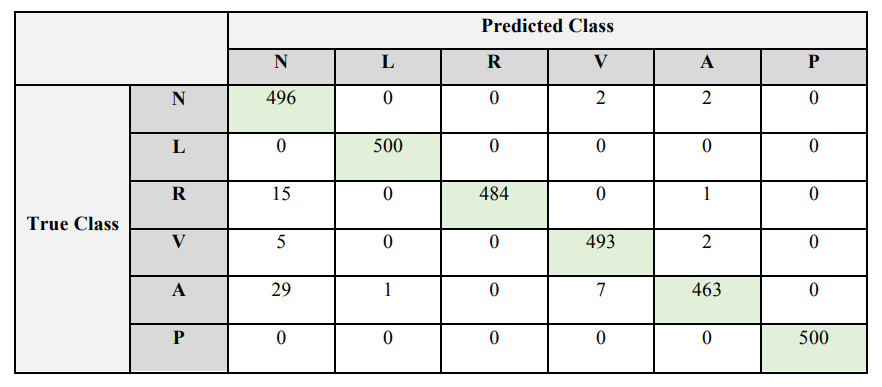 Predicted Class
N L R V A P
N 496 0 0 2 2 0
L 0 500 0 0 0 0
R 15 0 484 0 1 0
True Class
V 5 0 0 493 2 0
A 29 1 0 7 463 0
P 0 0 0 0 0 500